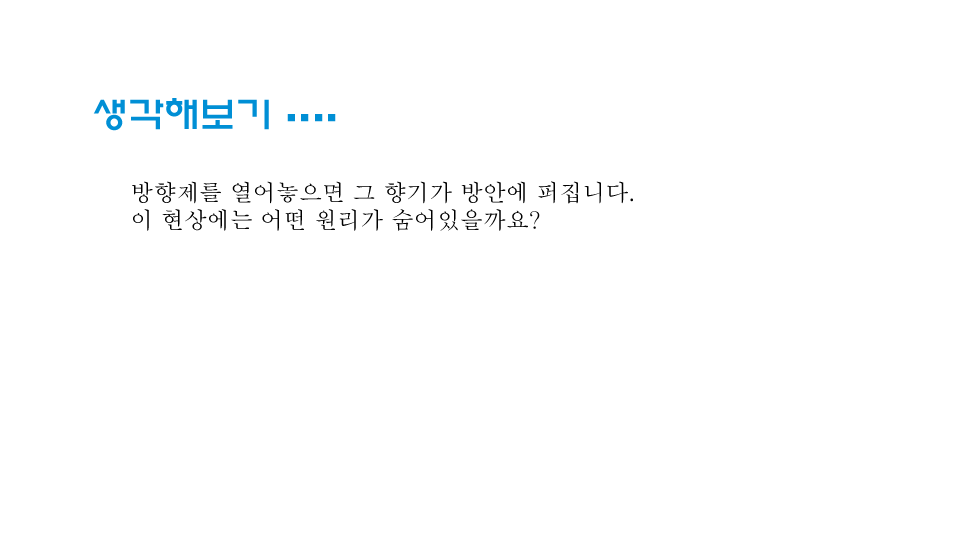 생각해보기 ....
방향제를 열어놓으면 그 향기가 방안에 퍼집니다.
이 현상에는 어떤 원리가 숨어있을까요?